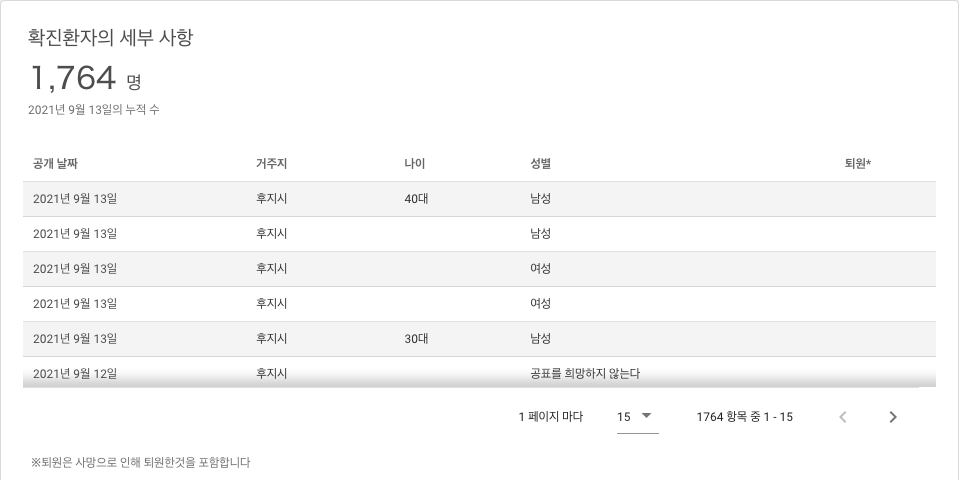 확진환자의 세부 사항
1,764 명
2021년 9월 13일의 누적 수
공개 날짜 거주지 나이 성별 퇴원*
2021년 9월 13일 후지시 40대 남성
2021년 9월 13일 후지시 남성
2021년 9월 13일 후지시 여성
2021년 9월 13일 후지시 여성
2021년 9월 13일 후지시 30대 남성
2021년 9월 12일 후지시 공표를 희망하지 않는다
1 페이지 마다 15 1764 항목 중 1 - 15
※퇴원은 사망으로 인해 퇴원한것을 포함합니다